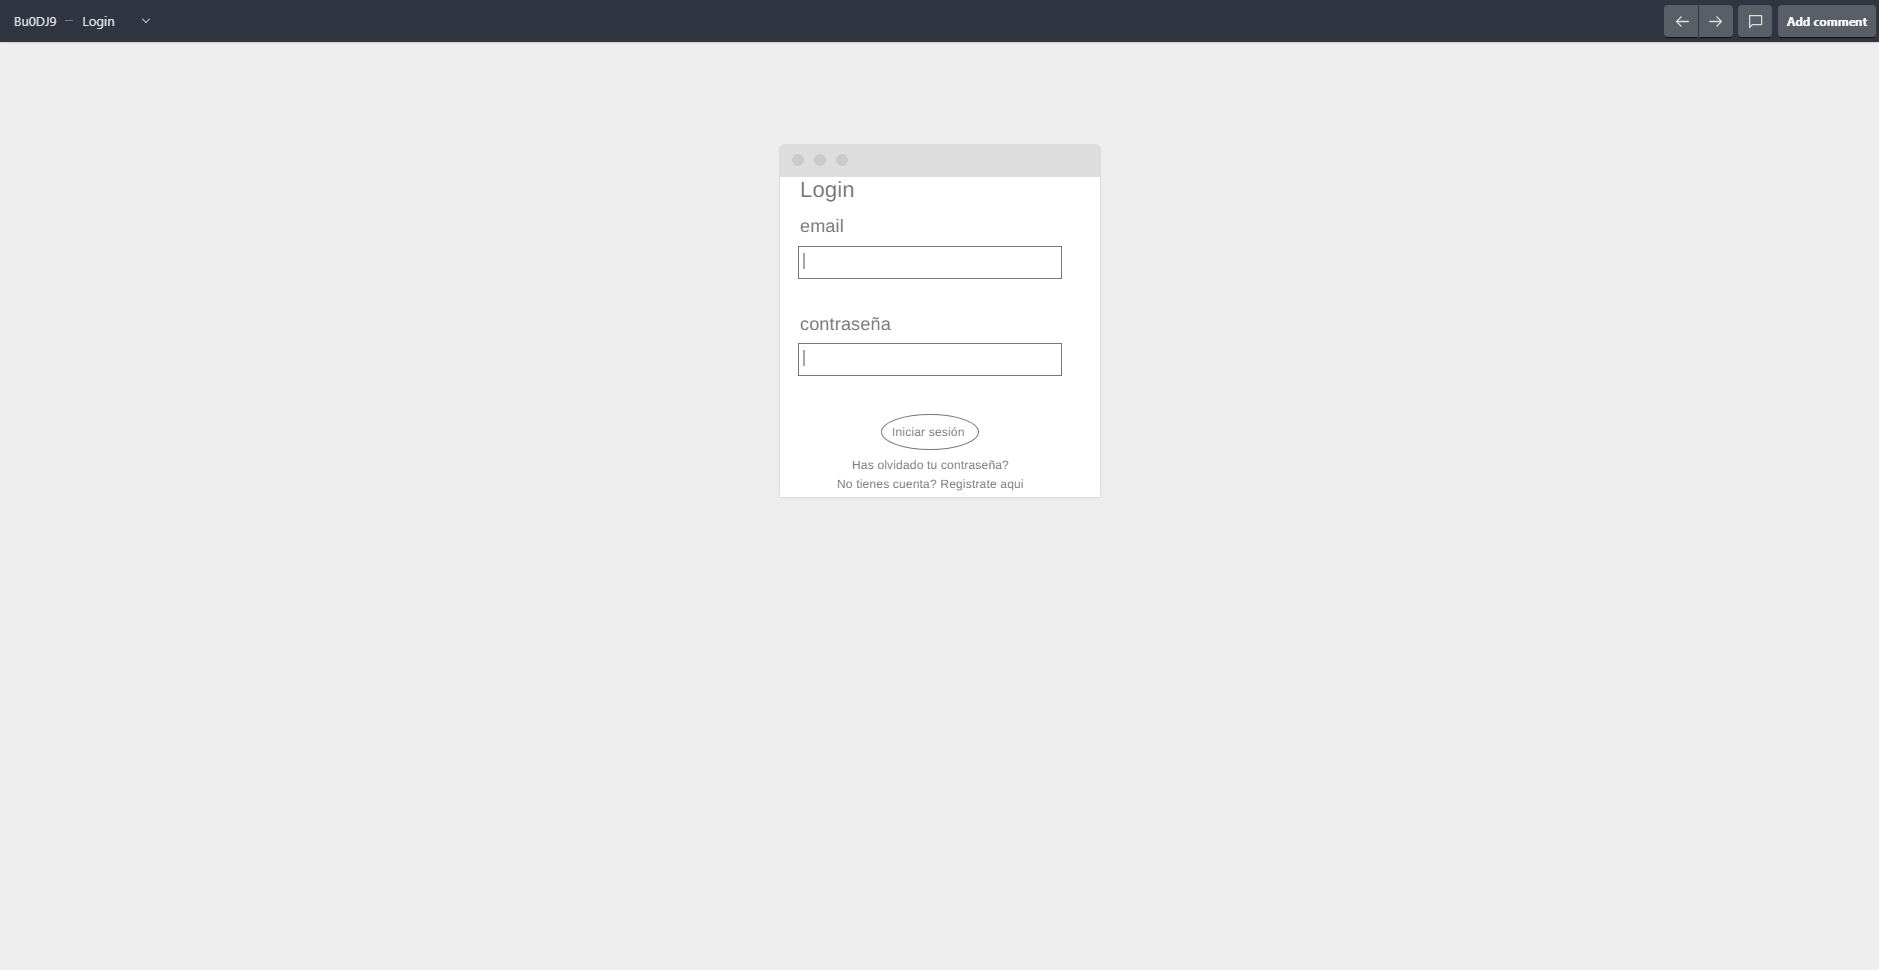 Bu0DJ9 – Login
Add comment
Login
email
contraseña
Iniciar sesión
Has olvidado tu contraseña?
No tienes cuenta? Registrate aqui